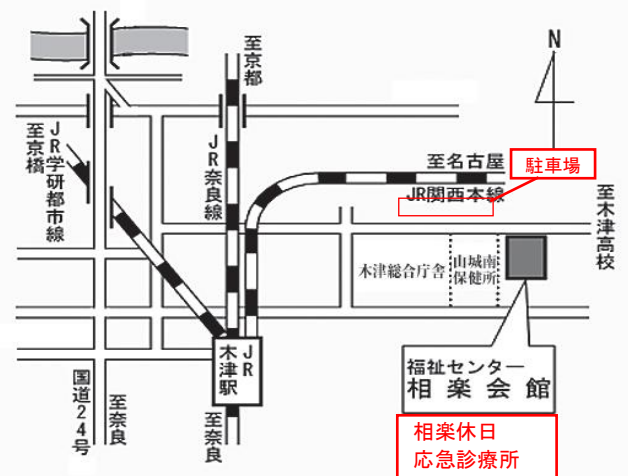 N
至京都
至名古屋
駐車場
JR関西本線
至木津高校
JR学研都市線
至京橋
JR奈良線
木津総合庁舎
山城南
保健所
JR
木津駅
福祉センター
相楽会館
国道24号
至奈良
至奈良
相楽休日
応急診療所